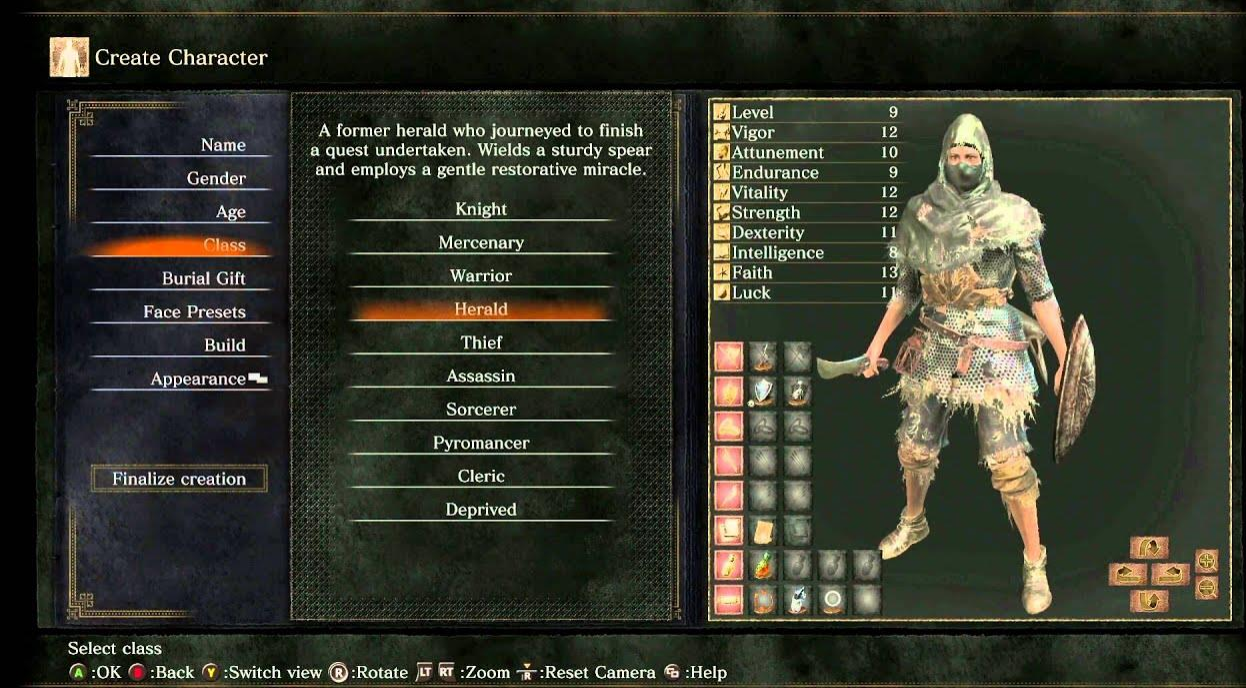 Create Character
Name
Gender
Age
Class
Burial Gift
Face Presets
Build
Appearance
Finalize creation
A former herald who journeyed to finish
a quest undertaken. Wields a sturdy spear
and employs a gentle restorative miracle.
Knight
Mercenary
Warrior
Herald
Thief
Assassin
Sorcerer
Pyromancer
Cleric
Deprived
Level 9
Vigor 12
Attunement 10
Endurance 9
Vitality 12
Strength 12
Dexterity 11
Intelligence 8
Faith 13
Luck 11
Select class
A :OK B :Back Y :Switch view R :Rotate LT RT :Zoom R :Reset Camera :Help